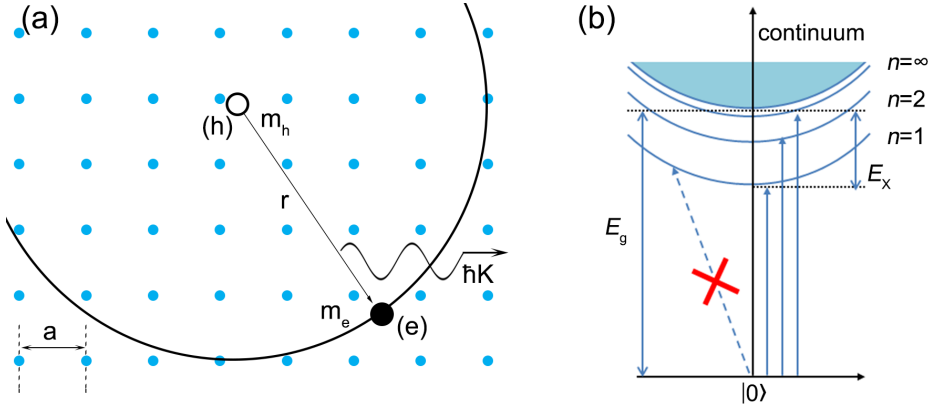 (a)
(h)
m_h
r
ħK
m_e
(e)
a
(b)
continuum
n=∞
n=2
n=1
E_X
E_g
|0⟩